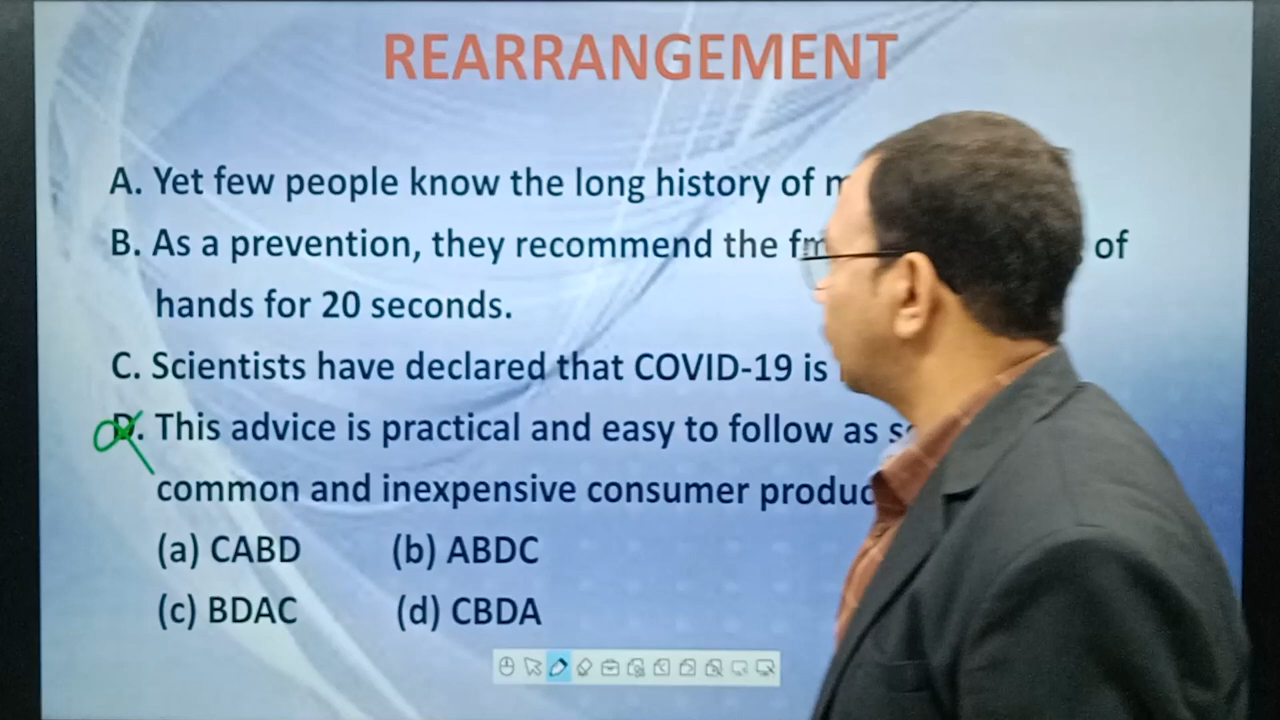 REARRANGEMENT
A. Yet few people know the long history of
B. As a prevention, they recommend the of
hands for 20 seconds.
C. Scientists have declared that COVID-19 is
D. This advice is practical and easy to follow as
common and inexpensive consumer
(a) CABD (b) ABDC
(c) BDAC (d) CBDA